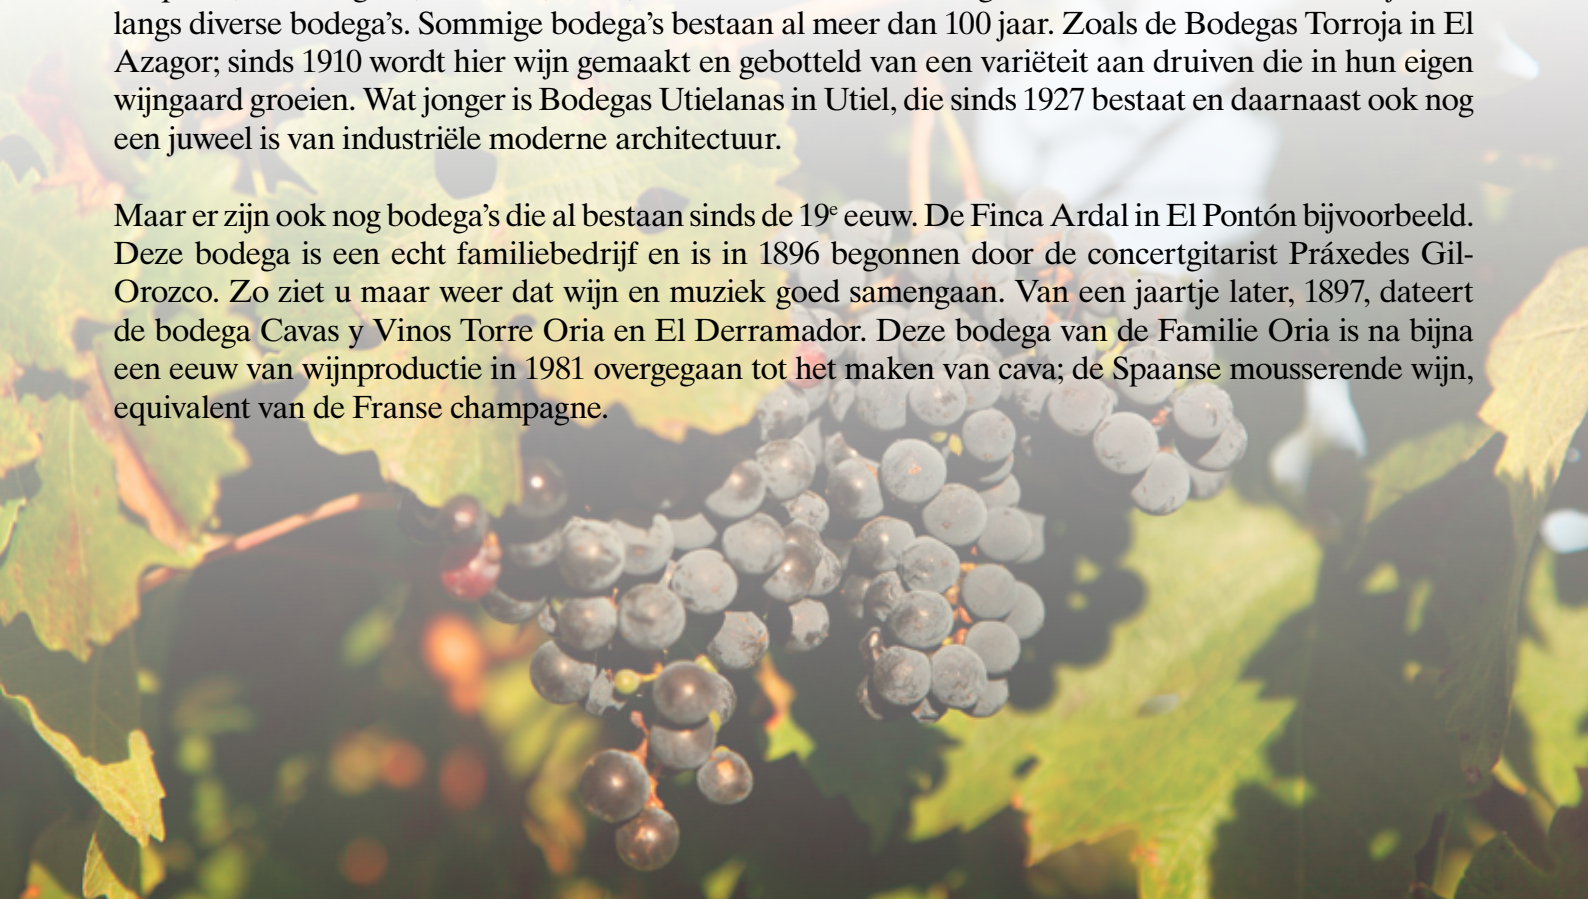 langs diverse bodega’s. Sommige bodega’s bestaan al meer dan 100 jaar. Zoals de Bodegas Torroja in El
Azagor; sinds 1910 wordt hier wijn gemaakt en gebotteld van een variëteit aan druiven die in hun eigen
wijngaard groeien. Wat jonger is Bodegas Utielanas in Utiel, die sinds 1927 bestaat en daarnaast ook nog
een juweel is van industriële moderne architectuur.
Maar er zijn ook nog bodega’s die al bestaan sinds de 19e eeuw. De Finca Ardal in El Pontón bijvoorbeeld.
Deze bodega is een echt familiebedrijf en is in 1896 begonnen door de concertgitarist Práxedes Gil-
Orozco. Zo ziet u maar weer dat wijn en muziek goed samengaan. Van een jaartje later, 1897, dateert
de bodega Cavas y Vinos Torre Oria en El Derramador. Deze bodega van de Familie Oria is na bijna
een eeuw van wijnproductie in 1981 overgegaan tot het maken van cava; de Spaanse mousserende wijn,
equivalent van de Franse champagne.